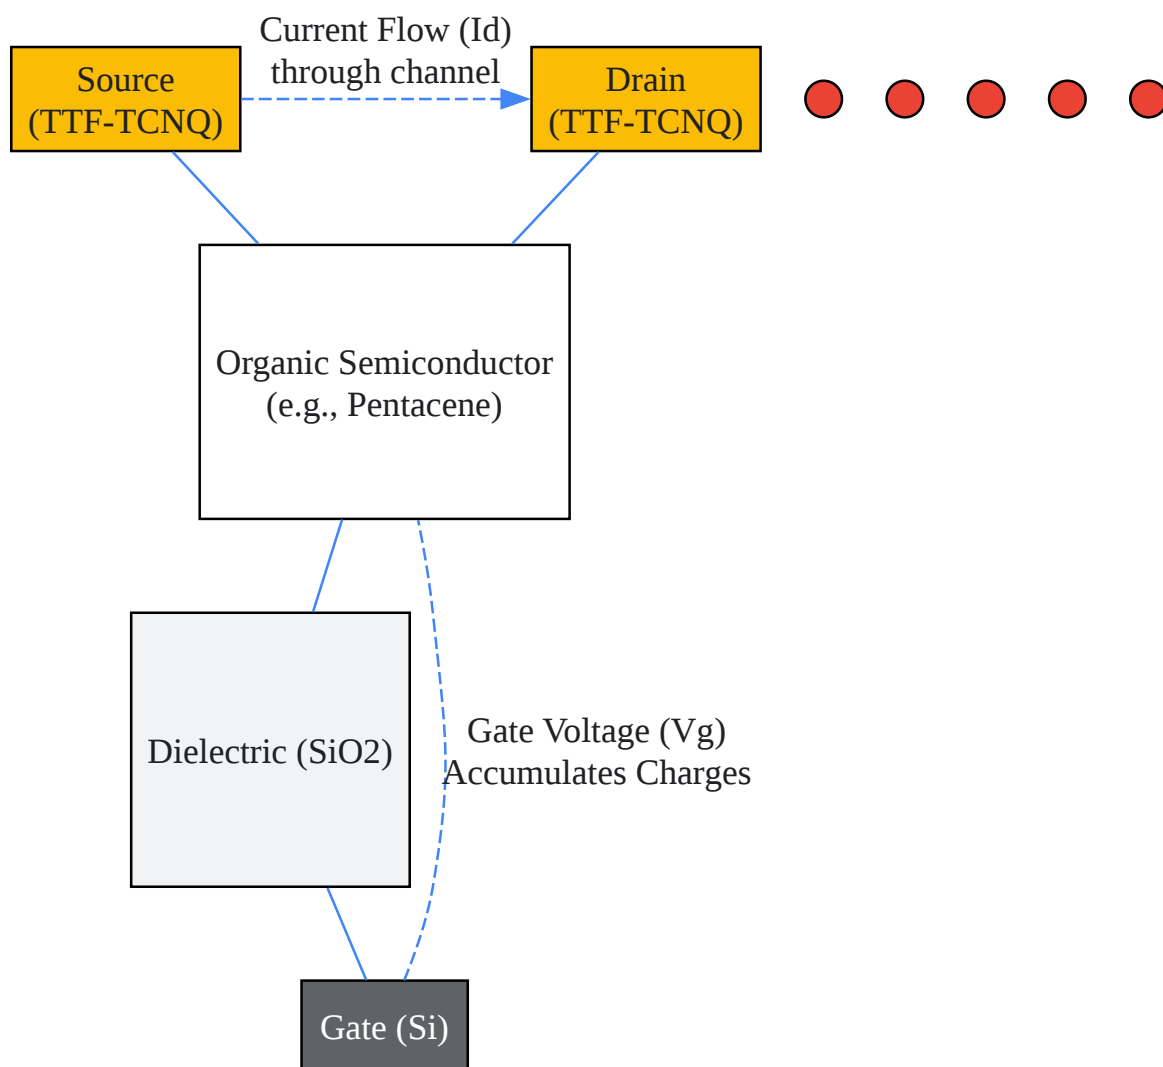 Current Flow (Id)
through channel
Source
(TTF-TCNQ)
Drain
(TTF-TCNQ)
Organic Semiconductor
(e.g., Pentacene)
Dielectric (SiO2)
Gate Voltage (Vg)
Accumulates Charges
Gate (Si)